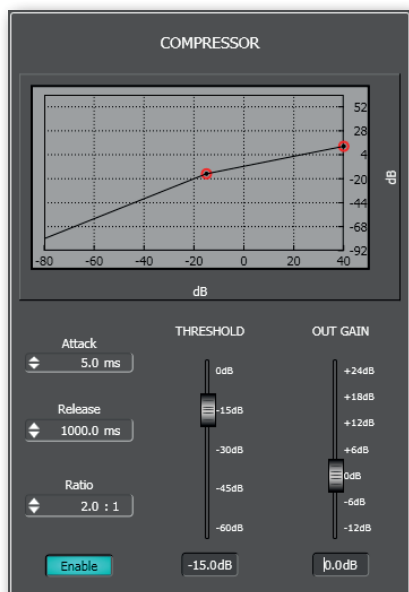 COMPRESSOR
52
28
4
-20
-44
-68
-92
dB
-80 -60 -40 -20 0 20 40
dB
THRESHOLD OUT GAIN
Attack
5.0 ms
Release
1000.0 ms
Ratio
2.0 : 1
Enable
0dB
-15dB
-30dB
-45dB
-60dB
-15.0dB
+24dB
+18dB
+12dB
+6dB
0dB
-6dB
-12dB
0.0dB